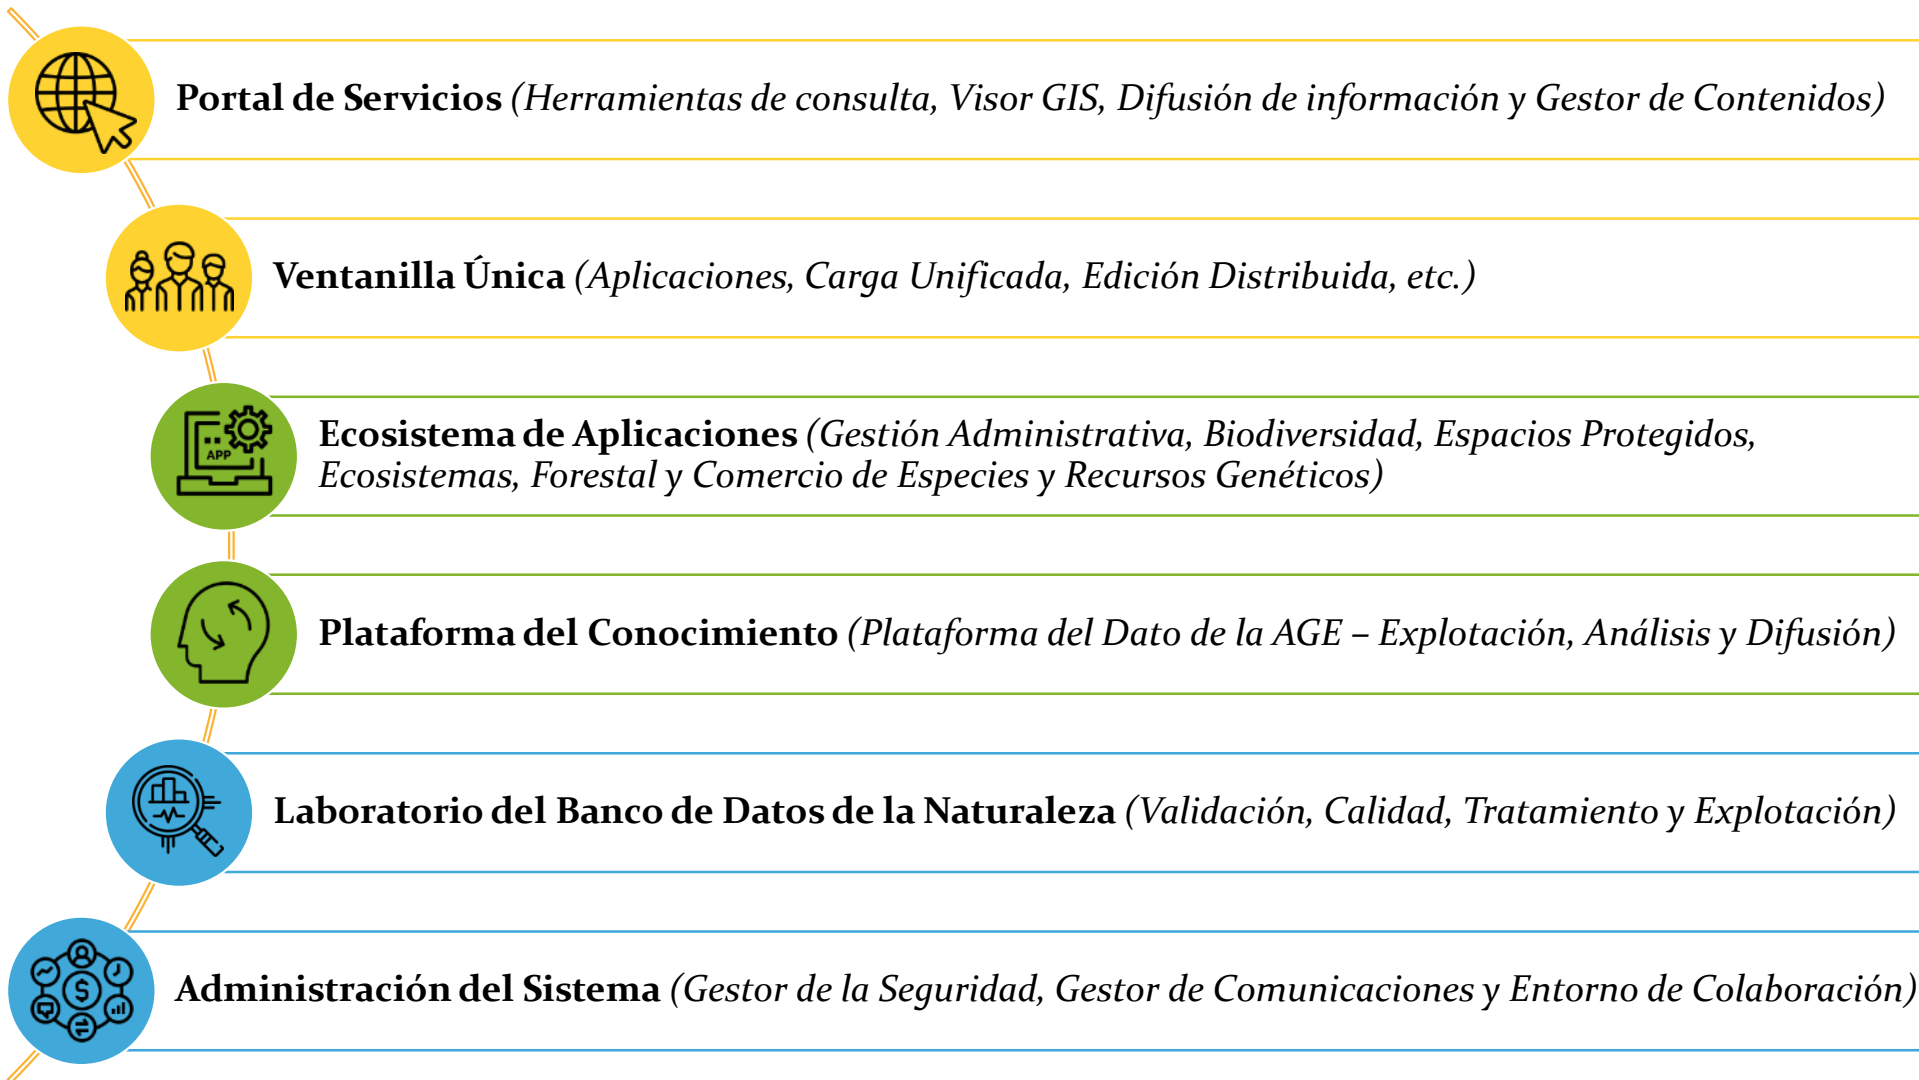 Portal de Servicios (Herramientas de consulta, Visor GIS, Difusión de información y Gestor de Contenidos)
Ventanilla Única (Aplicaciones, Carga Unificada, Edición Distribuida, etc.)
APP
Ecosistema de Aplicaciones (Gestión Administrativa, Biodiversidad, Espacios Protegidos,
Ecosistemas, Forestal y Comercio de Especies y Recursos Genéticos)
Plataforma del Conocimiento (Plataforma del Dato de la AGE – Explotación, Análisis y Difusión)
Laboratorio del Banco de Datos de la Naturaleza (Validación, Calidad, Tratamiento y Explotación)
$
Administración del Sistema (Gestor de la Seguridad, Gestor de Comunicaciones y Entorno de Colaboración)